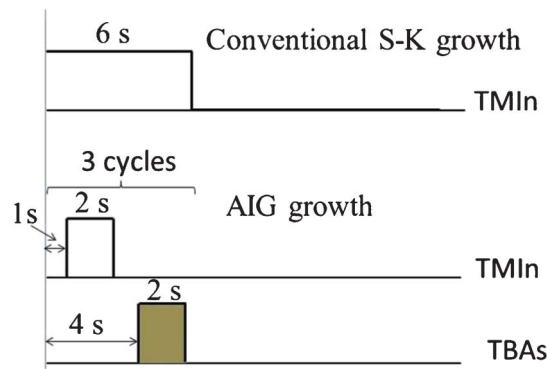 6 s
Conventional S-K growth
TMIn
3 cycles
1s
2 s
AIG growth
TMIn
2 s
4 s
TBAs